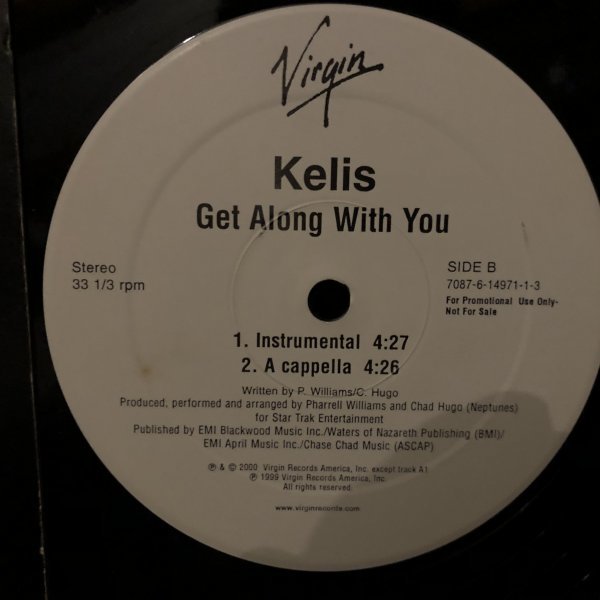 Virgin
Kelis
Get Along With You
Stereo
33 1/3 rpm
SIDE B
7087-6-14971-1-3
For Promotional Use Only-
Not For Sale
1. Instrumental 4:27
2. A cappella 4:26
Written by P. Williams/C. Hugo
Produced, performed and arranged by Pharrell Williams and Chad Hugo (Neptunes)
for Star Trak Entertainment
Published by EMI Blackwood Music Inc./Waters of Nazareth Publishing (BMI)/
EMI April Music Inc./Chase Chad Music (ASCAP)
℗ & © 2000 Virgin Records America, Inc. except track A1
℗ 1999 Virgin Records America, Inc.
All rights reserved.
www.virginrecords.com